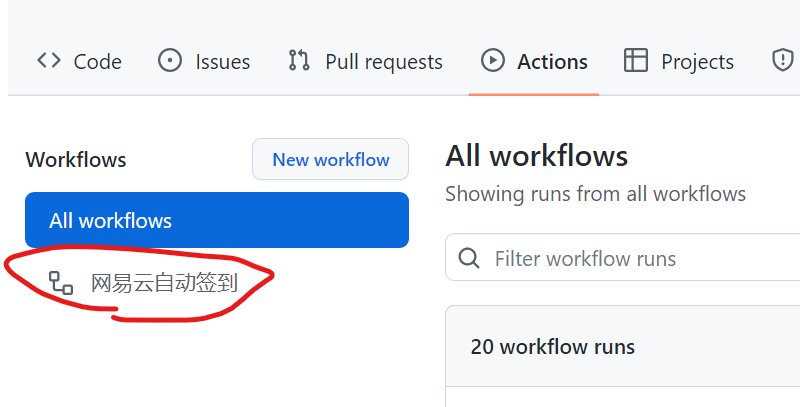 Code Issues Pull requests Actions Projects
Workflows New workflow
All workflows
网易云自动签到
All workflows
Showing runs from all workflows
Filter workflow runs
20 workflow runs